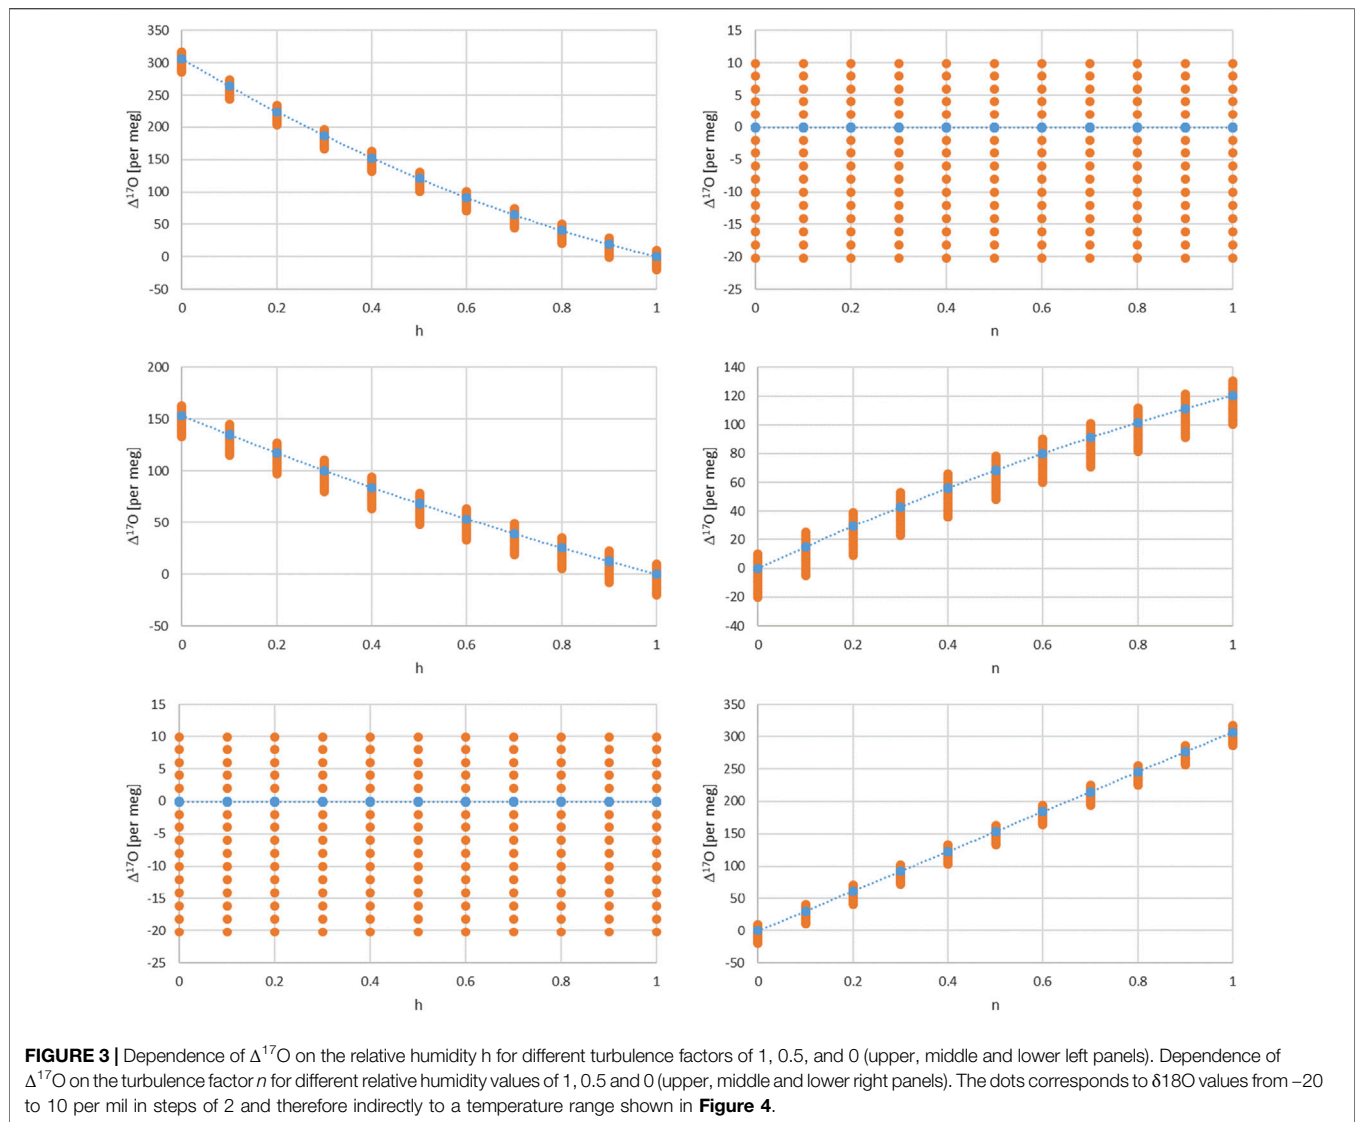 350
300
250
200
150
100
50
0
-50
Δ¹⁷O [per meg]
0 0.2 0.4 0.6 0.8 1
h
15
10
5
0
-5
-10
-15
-20
-25
Δ¹⁷O [per meg]
0 0.2 0.4 0.6 0.8 1
n
200
150
100
50
0
-50
Δ¹⁷O [per meg]
0 0.2 0.4 0.6 0.8 1
h
140
120
100
80
60
40
20
0
-20
-40
Δ¹⁷O [per meg]
0 0.2 0.4 0.6 0.8 1
n
15
10
5
0
-5
-10
-15
-20
-25
Δ¹⁷O [per meg]
0 0.2 0.4 0.6 0.8 1
h
350
300
250
200
150
100
50
0
-50
Δ¹⁷O [per meg]
0 0.2 0.4 0.6 0.8 1
n
FIGURE 3 | Dependence of Δ¹⁷O on the relative humidity h for different turbulence factors of 1, 0.5, and 0 (upper, middle and lower left panels). Dependence of
Δ¹⁷O on the turbulence factor n for different relative humidity values of 1, 0.5 and 0 (upper, middle and lower right panels). The dots corresponds to δ18O values from −20
to 10 per mil in steps of 2 and therefore indirectly to a temperature range shown in Figure 4.